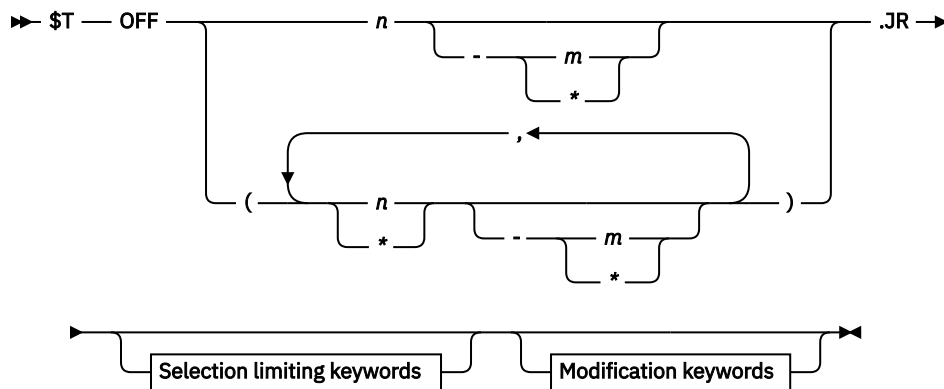 $T OFF n .JR
- m
*
,
( n )
* - m
*
Selection limiting keywords Modification keywords